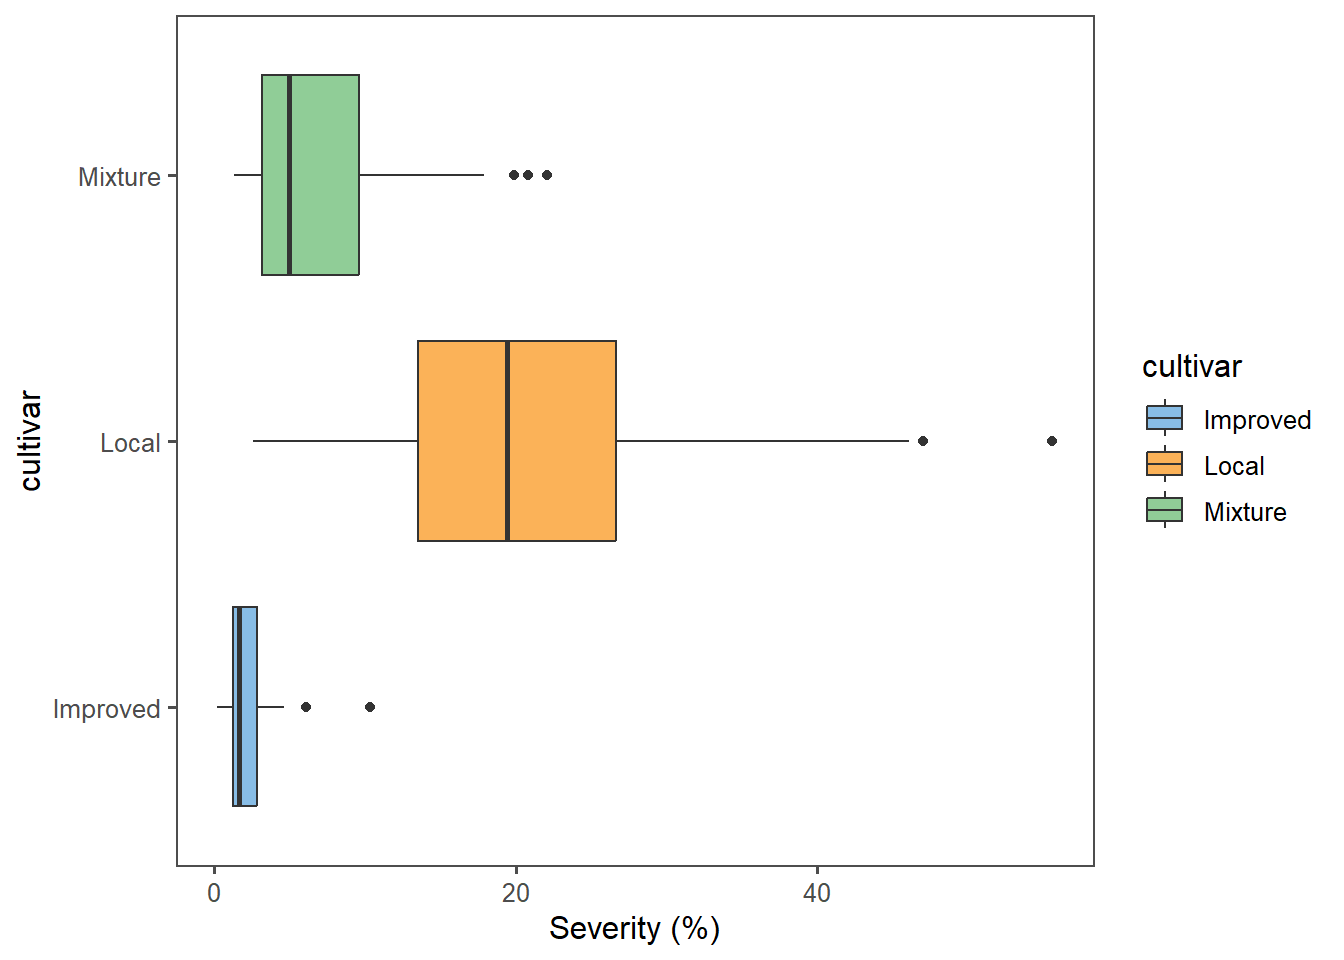 Mixture
Local
Improved
cultivar
0
20
40
Severity (%)
cultivar
Improved
Local
Mixture